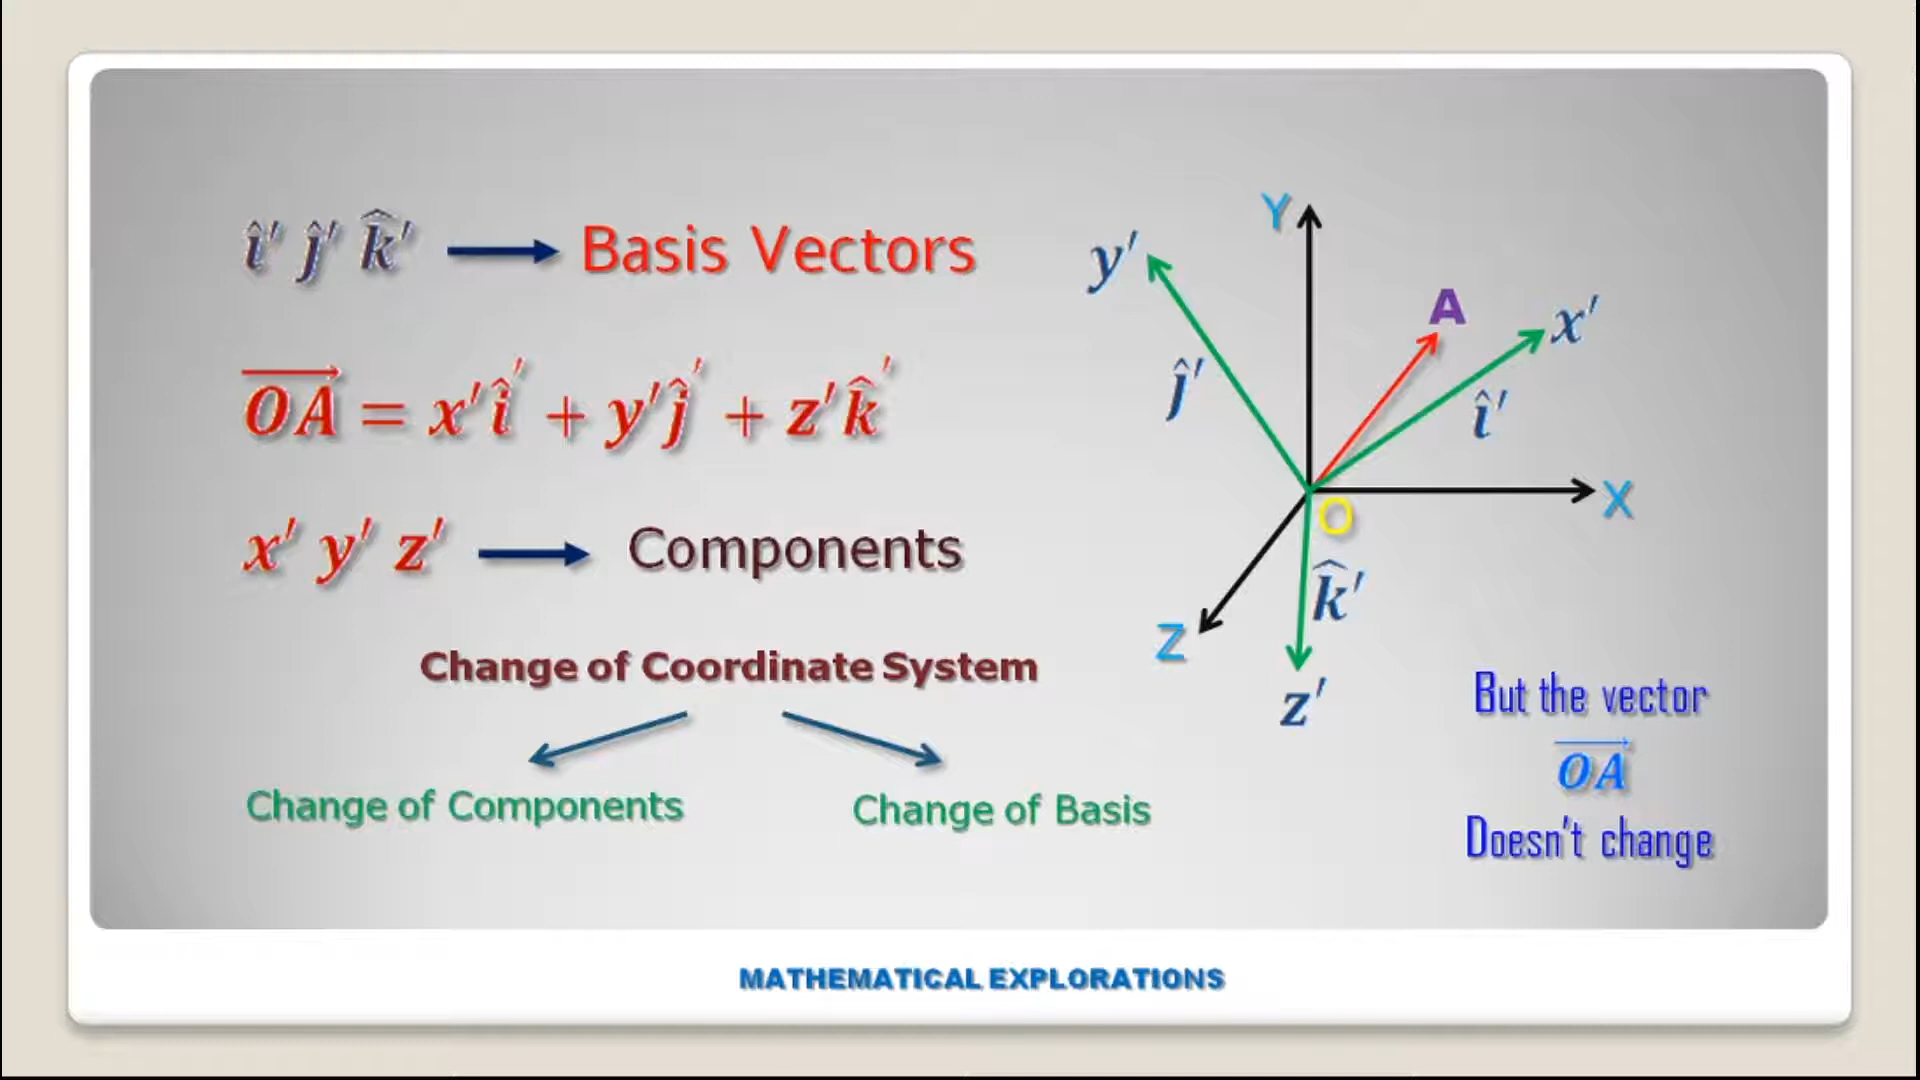 î′ ĵ′ k̂′ → Basis Vectors
OA⃗ = x′î′ + y′ĵ′ + z′k̂′
x′ y′ z′ → Components
Change of Coordinate System
Change of Components
Change of Basis
Y
y′
A
x′
ĵ′
î′
X
O
k̂′
Z
z′
But the vector
OA⃗
Doesn't change
MATHEMATICAL EXPLORATIONS